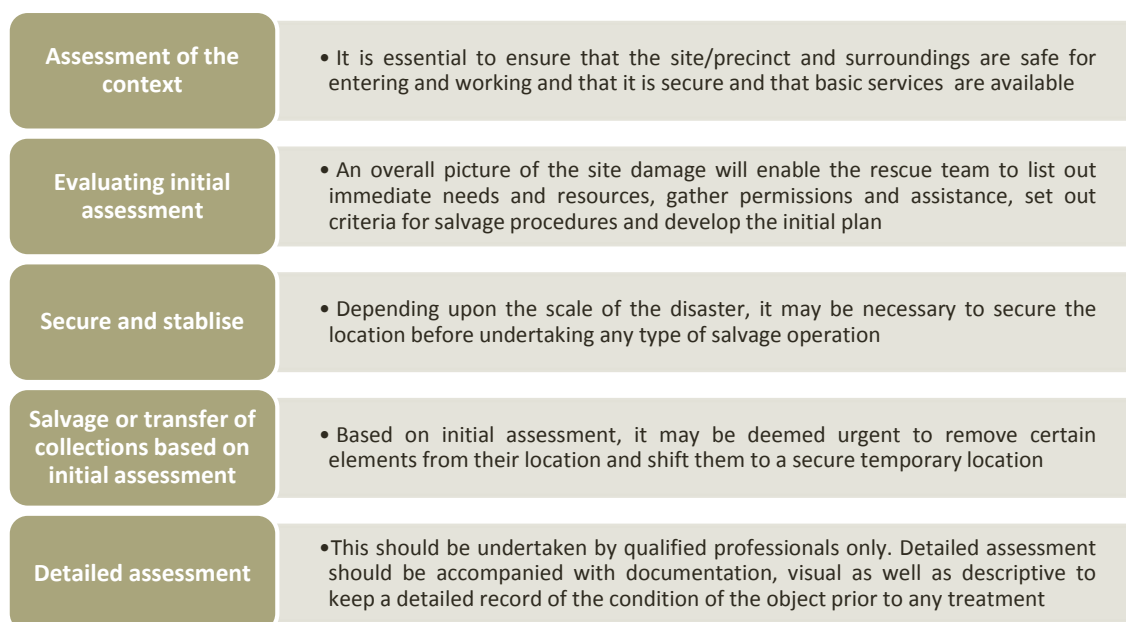 Assessment of the
context
• It is essential to ensure that the site/precinct and surroundings are safe for
entering and working and that it is secure and that basic services are available
Evaluating initial
assessment
• An overall picture of the site damage will enable the rescue team to list out
immediate needs and resources, gather permissions and assistance, set out
criteria for salvage procedures and develop the initial plan
Secure and stablise
• Depending upon the scale of the disaster, it may be necessary to secure the
location before undertaking any type of salvage operation
Salvage or transfer of
collections based on
initial assessment
• Based on initial assessment, it may be deemed urgent to remove certain
elements from their location and shift them to a secure temporary location
Detailed assessment
•This should be undertaken by qualified professionals only. Detailed assessment
should be accompanied with documentation, visual as well as descriptive to
keep a detailed record of the condition of the object prior to any treatment